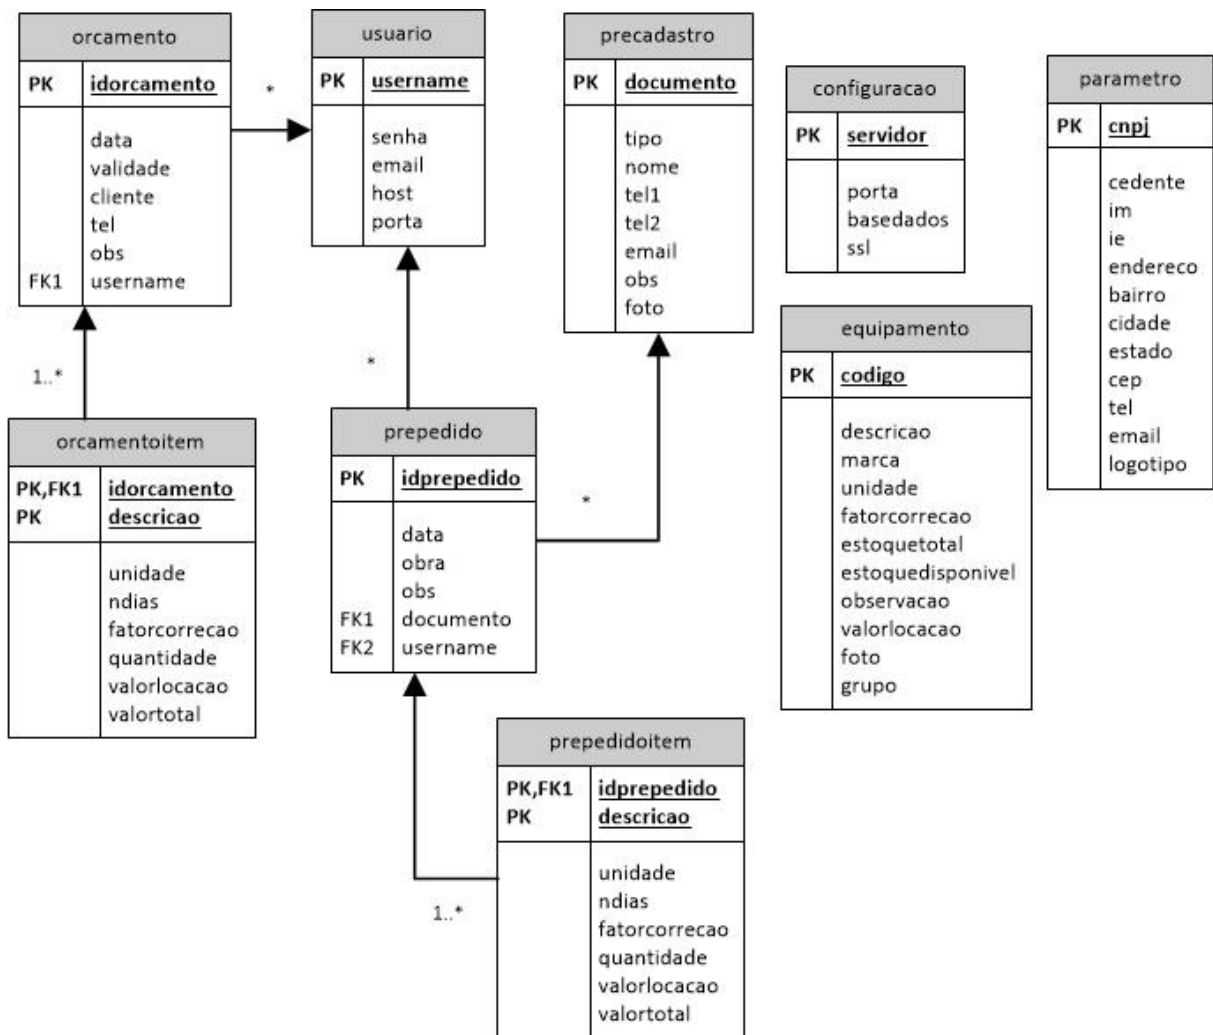 orcamento
PK idorcamento
data
validade
cliente
tel
obs
FK1 username
*
usuario
PK username
senha
email
host
porta
precadastro
PK documento
tipo
nome
tel1
tel2
email
obs
foto
configuracao
PK servidor
porta
basedados
ssl
parametro
PK cnpj
cedente
im
ie
endereco
bairro
cidade
estado
cep
tel
email
logotipo
1..*
orcamentoitem
PK,FK1 idorcamento
PK descricao
unidade
ndias
fatorcorrecao
quantidade
valorlocacao
valortotal
*
prepedido
PK idprepedido
data
obra
obs
FK1 documento
FK2 username
*
equipamento
PK codigo
descricao
marca
unidade
fatorcorrecao
estoquetotal
estoquedisponivel
observacao
valorlocacao
foto
grupo
1..*
prepedidoitem
PK,FK1 idprepedido
PK descricao
unidade
ndias
fatorcorrecao
quantidade
valorlocacao
valortotal